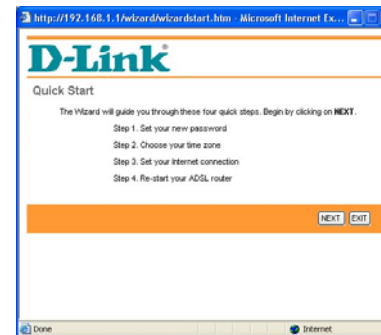 http://192.168.1.1/wizard/wizardstart.htm - Microsoft Internet Ex...
D-Link
Quick Start
The Wizard will guide you through these four quick steps. Begin by clicking on NEXT.
Step 1. Set your new password
Step 2. Choose your time zone
Step 3. Set your Internet connection
Step 4. Re-start your ADSL router
NEXT EXIT
Done Internet